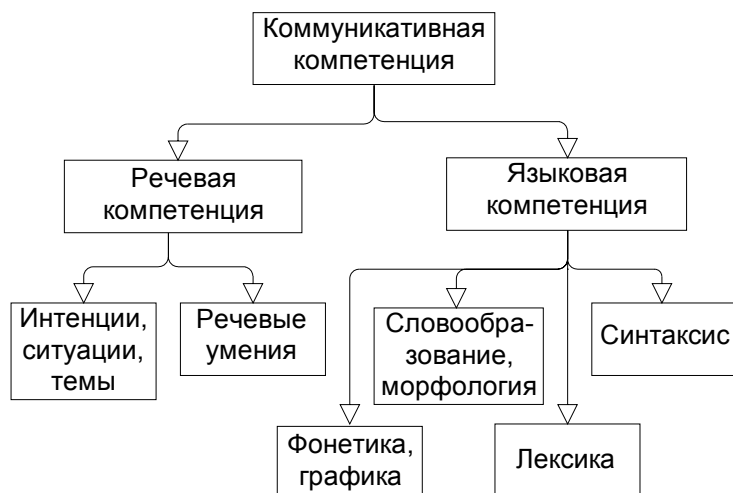 Коммуникативная
компетенция
Речевая
компетенция
Языковая
компетенция
Интенции,
ситуации,
темы
Речевые
умения
Словообра-
зование,
морфология
Синтаксис
Фонетика,
графика
Лексика